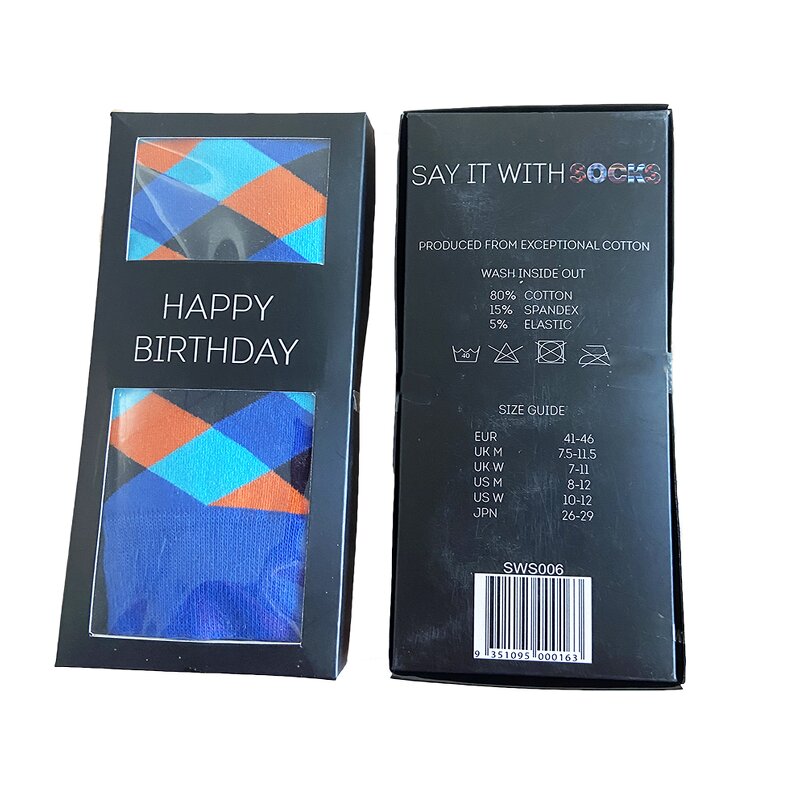 HAPPY
BIRTHDAY
SAY IT WITH SOCKS
PRODUCED FROM EXCEPTIONAL COTTON
WASH INSIDE OUT
80% COTTON
15% SPANDEX
5% ELASTIC
40
SIZE GUIDE
EUR 41-46
UK M 7.5-11.5
UK W 7-11
US M 8-12
US W 10-12
JPN 26-29
SWS006
9 351095 000163